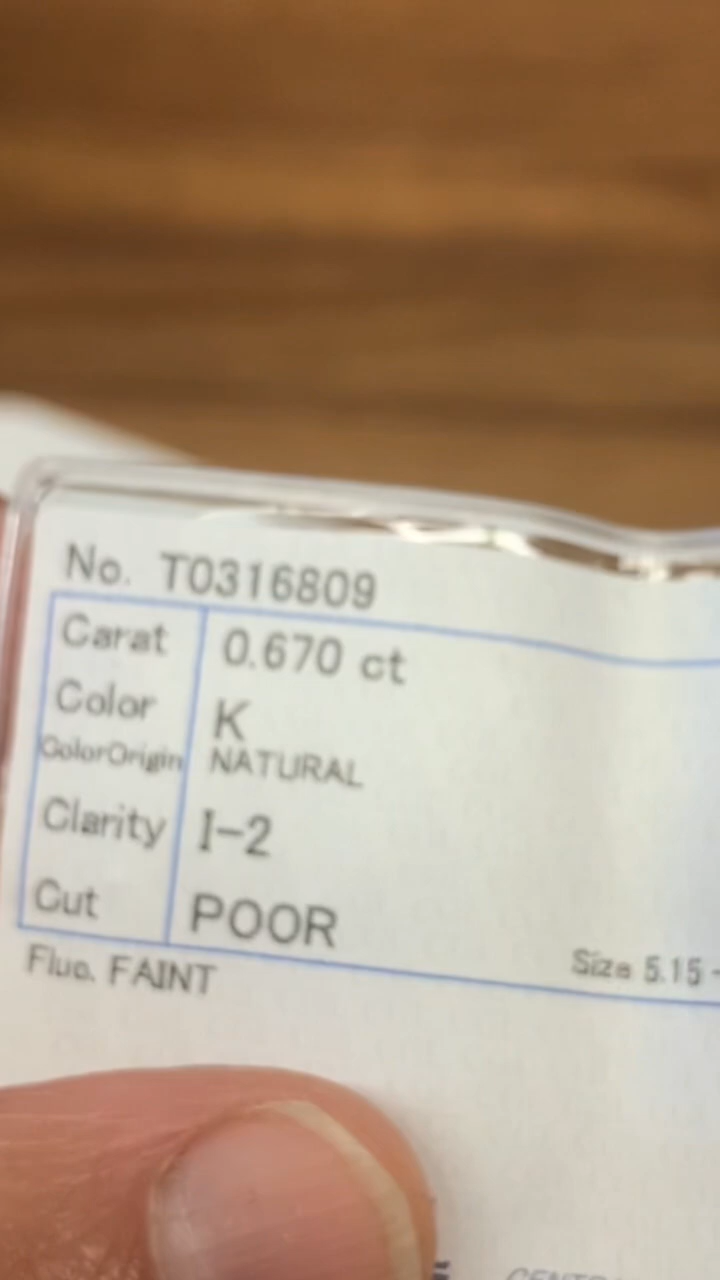 No. T0316809
Carat 0.670 ct
Color K
ColorOrigin NATURAL
Clarity I-2
Cut POOR
Fluo. FAINT Size 5.15 -